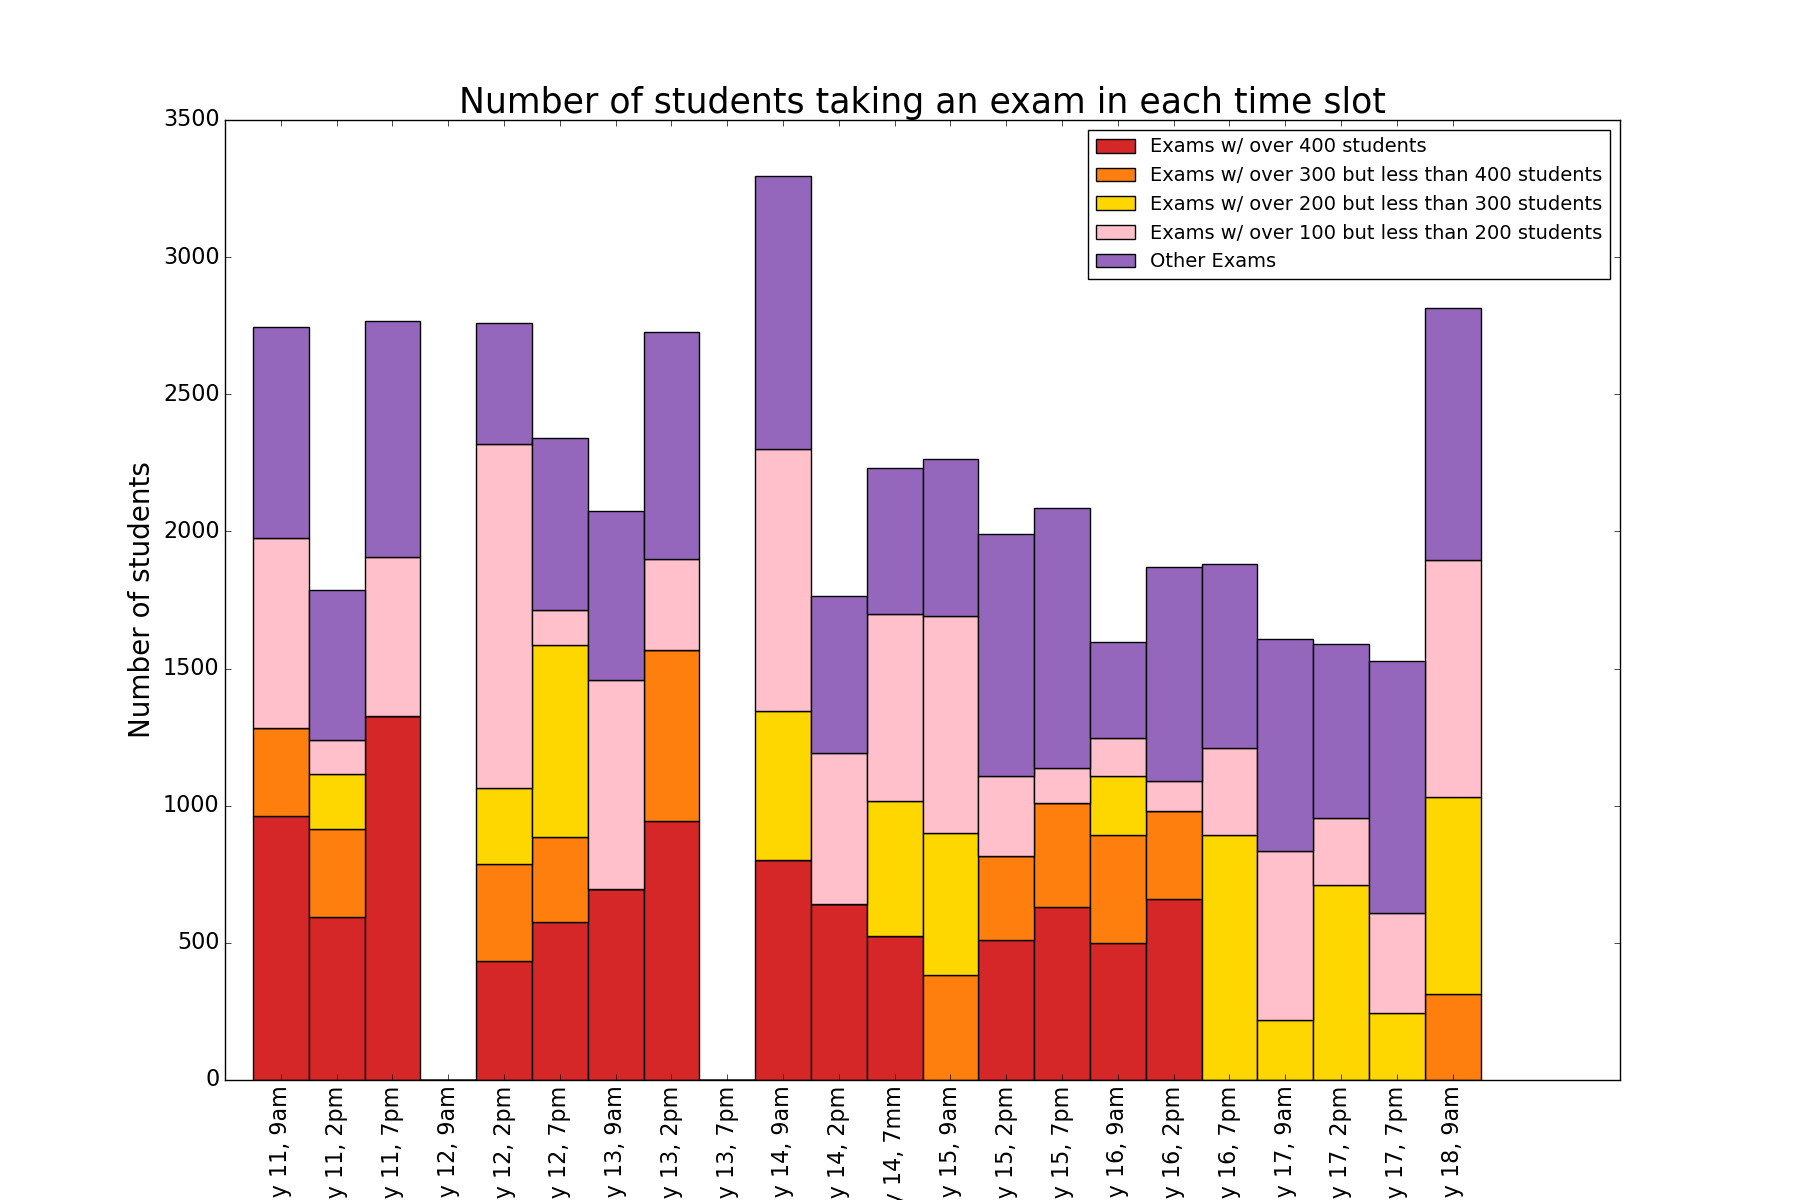 Number of students taking an exam in each time slot
3500
3000
2500
2000
1500
1000
500
0
Number of students
Exams w/ over 400 students
Exams w/ over 300 but less than 400 students
Exams w/ over 200 but less than 300 students
Exams w/ over 100 but less than 200 students
Other Exams
y 11, 9am
y 11, 2pm
y 11, 7pm
y 12, 9am
y 12, 2pm
y 12, 7pm
y 13, 9am
y 13, 2pm
y 13, 7pm
y 14, 9am
y 14, 2pm
y 14, 7mm
y 15, 9am
y 15, 2pm
y 15, 7pm
y 16, 9am
y 16, 2pm
y 16, 7pm
y 17, 9am
y 17, 2pm
y 17, 7pm
y 18, 9am